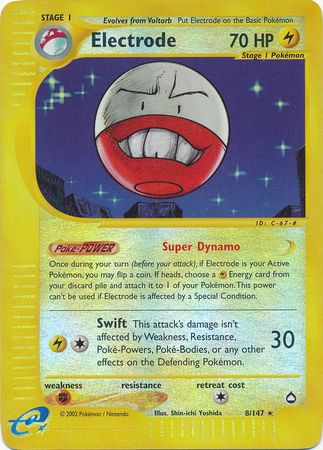 STAGE 1
Evolves from Voltorb Put Electrode on the Basic Pokémon
Electrode 70 HP
Stage 1 Pokémon
ID: C-67-#
Poké-POWER Super Dynamo
Once during your turn (before your attack), if Electrode is your Active
Pokémon, you may flip a coin. If heads, choose a Energy card from
your discard pile and attach it to 1 of your Pokémon. This power
can't be used if Electrode is affected by a Special Condition.
Swift This attack's damage isn't
affected by Weakness, Resistance,
Poké-Powers, Poké-Bodies, or any other
effects on the Defending Pokémon.
30
weakness resistance retreat cost
e
© 2002 Pokémon / Nintendo Illus. Shin-ichi Yoshida 8/147 ★